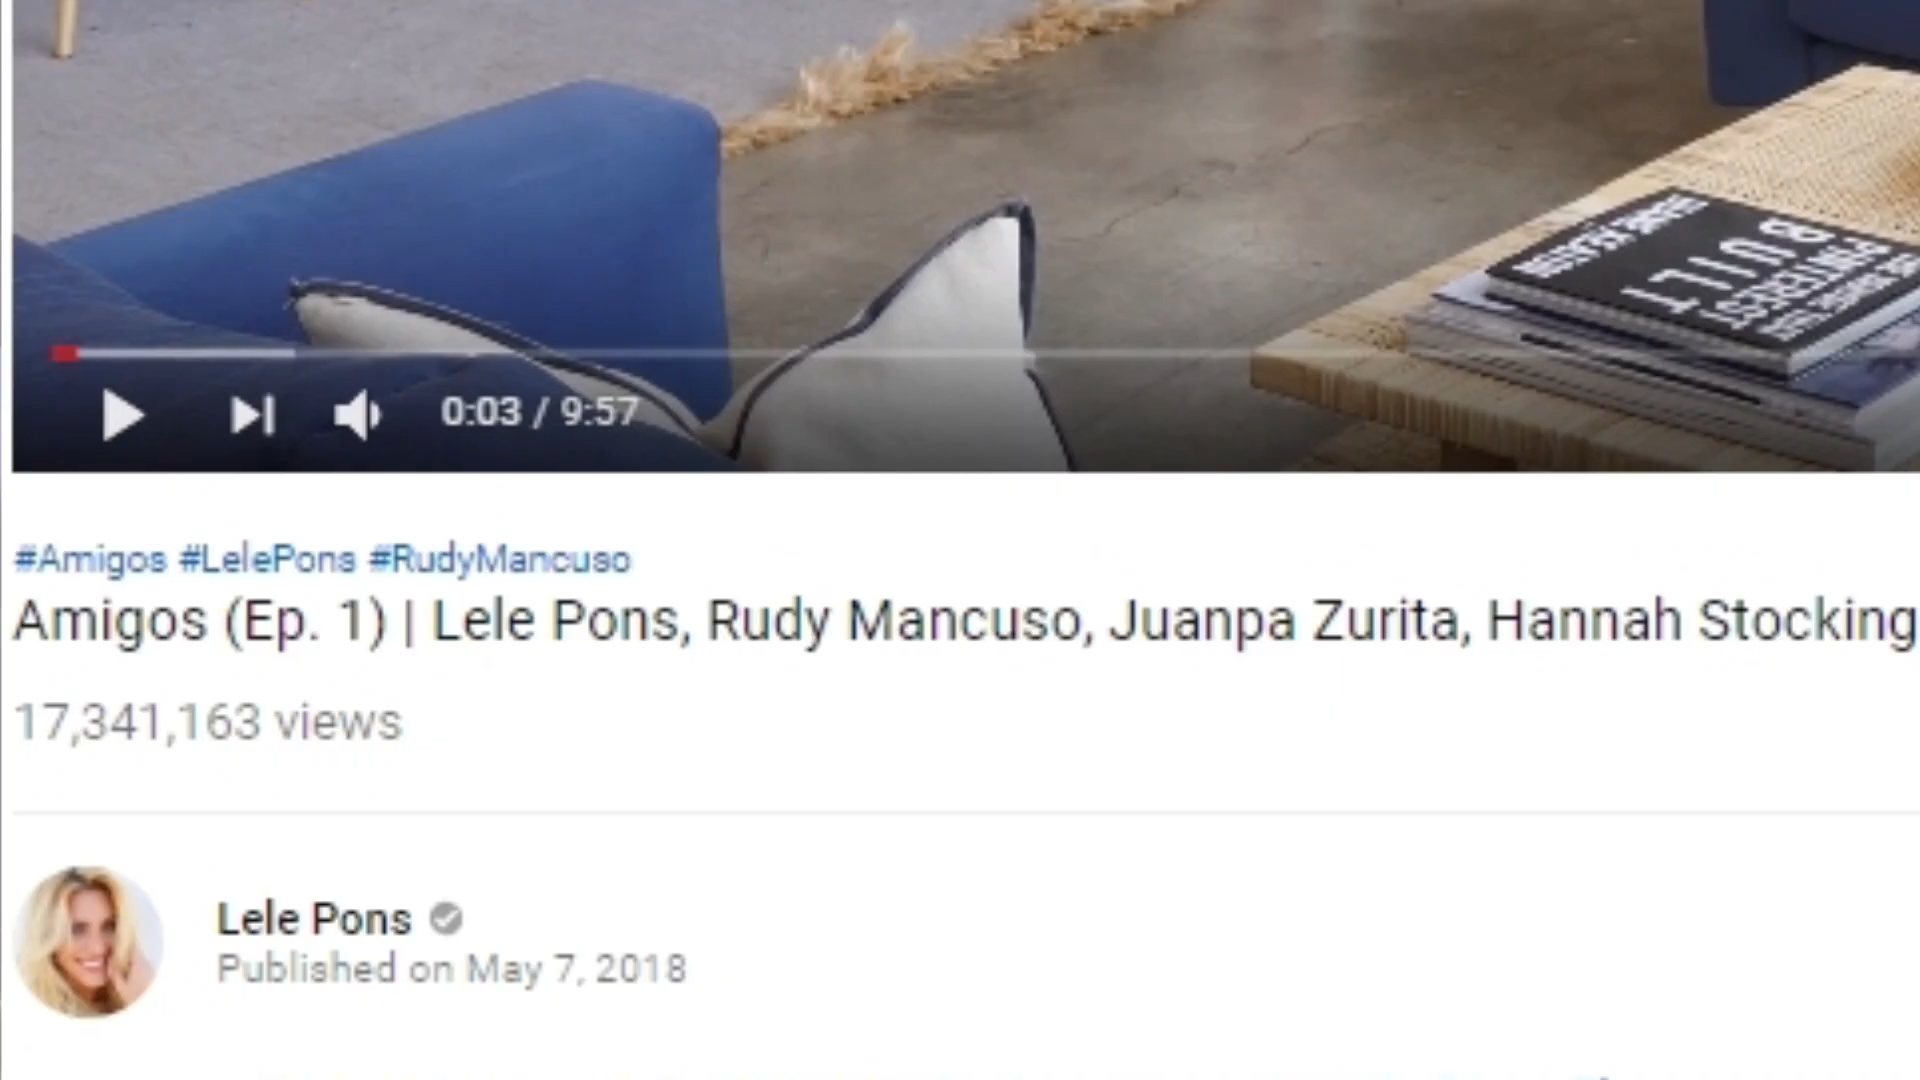 0:03 / 9:57
#Amigos #LelePons #RudyMancuso
Amigos (Ep. 1) | Lele Pons, Rudy Mancuso, Juanpa Zurita, Hannah Stocking
17,341,163 views
Lele Pons
Published on May 7, 2018